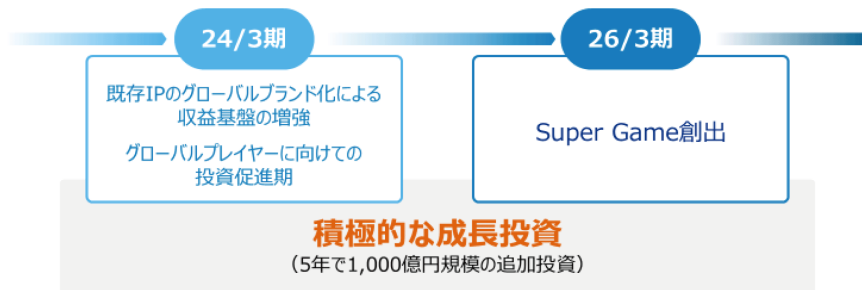 24/3期
26/3期
既存IPのグローバルブランド化による
収益基盤の増強
グローバルプレイヤーに向けての
投資促進期
Super Game創出
積極的な成長投資
（5年で1,000億円規模の追加投資）